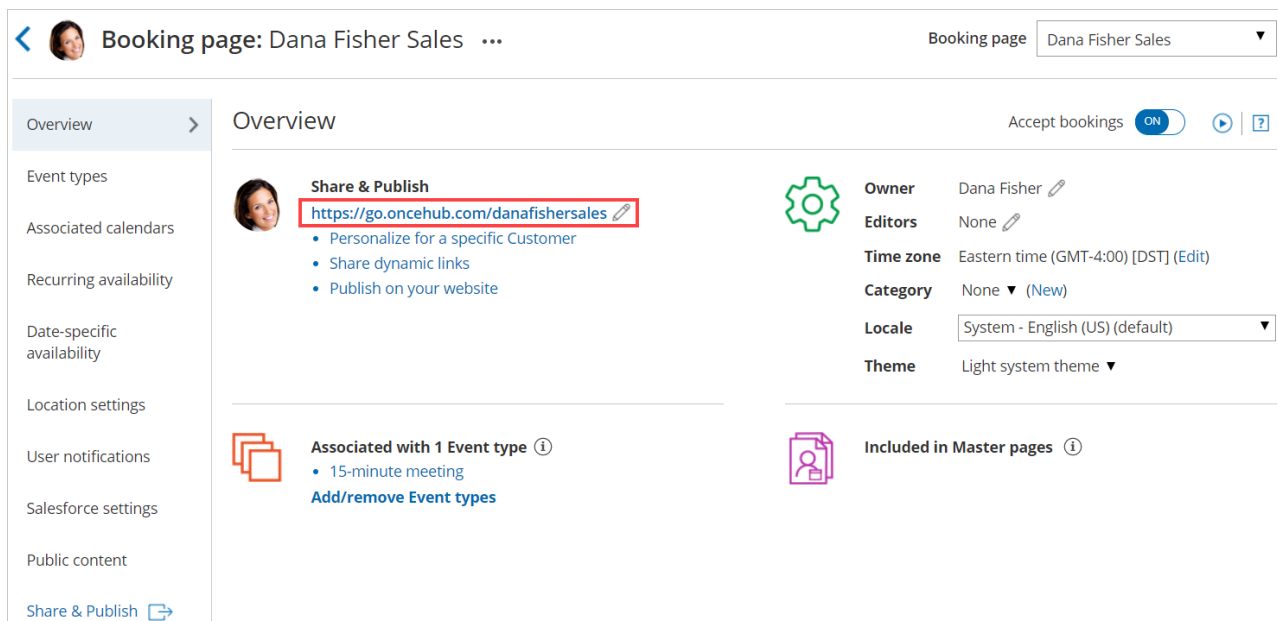 Booking page: Dana Fisher Sales ...
Booking page Dana Fisher Sales
Overview
Event types
Associated calendars
Recurring availability
Date-specific
availability
Location settings
User notifications
Salesforce settings
Public content
Share & Publish
Overview
Accept bookings ON ?
Share & Publish
https://go.oncehub.com/danafishersales
• Personalize for a specific Customer
• Share dynamic links
• Publish on your website
Owner Dana Fisher
Editors None
Time zone Eastern time (GMT-4:00) [DST] (Edit)
Category None (New)
Locale System - English (US) (default)
Theme Light system theme
Associated with 1 Event type i
• 15-minute meeting
Add/remove Event types
Included in Master pages i